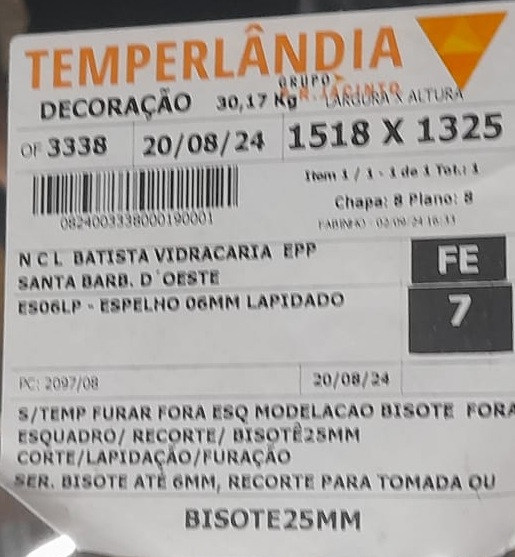 TEMPERLÂNDIA
GRUPO
R. JACINTO
DECORAÇÃO 30,17 Kg LARGURA X ALTURA
OF 3338 20/08/24 1518 X 1325
Item 1 / 1 - 1 de 1 Tot.: 1
Chapa: 8 Plano: 8
0824003338000190001
N C L BATISTA VIDRACARIA EPP
SANTA BARB. D'OESTE
FE
ES06LP - ESPELHO 06MM LAPIDADO
7
PC: 2097/08 20/08/24
S/TEMP FURAR FORA ESQ MODELACAO BISOTE FORA
ESQUADRO/ RECORTE/ BISOTÊ25MM
CORTE/LAPIDAÇÃO/FURAÇÃO
SER. BISOTE ATÉ 6MM, RECORTE PARA TOMADA OU
BISOTE25MM